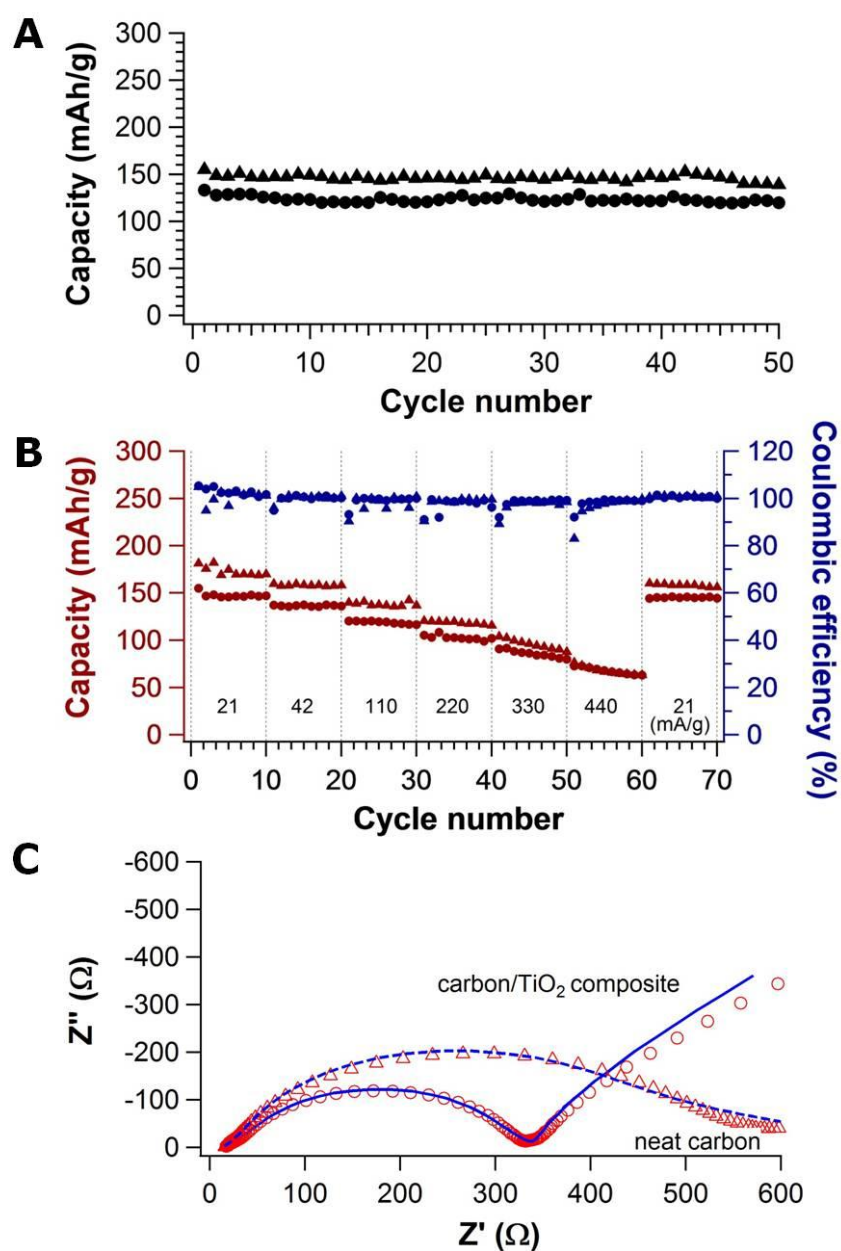 A
Capacity (mAh/g)
300
250
200
150
100
50
0
0 10 20 30 40 50
Cycle number
B
Capacity (mAh/g)
300
250
200
150
100
50
0
21 42 110 220 330 440 21
(mA/g)
0 10 20 30 40 50 60 70
Cycle number
120
100
80
60
40
20
0
Coulombic efficiency (%)
C
Z" (Ω)
-600
-500
-400
-300
-200
-100
0
carbon/TiO₂ composite
neat carbon
0 100 200 300 400 500 600
Z' (Ω)